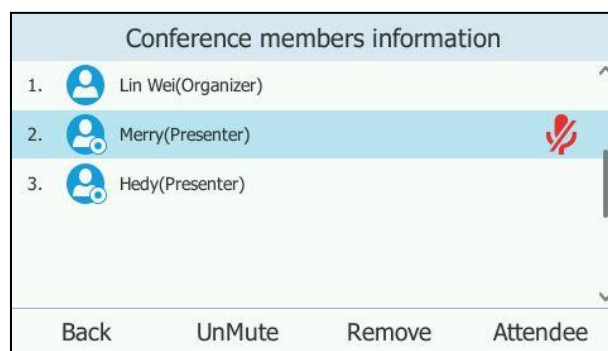 Conference members information
1. Lin Wei(Organizer)
2. Merry(Presenter)
3. Hedy(Presenter)
Back UnMute Remove Attendee